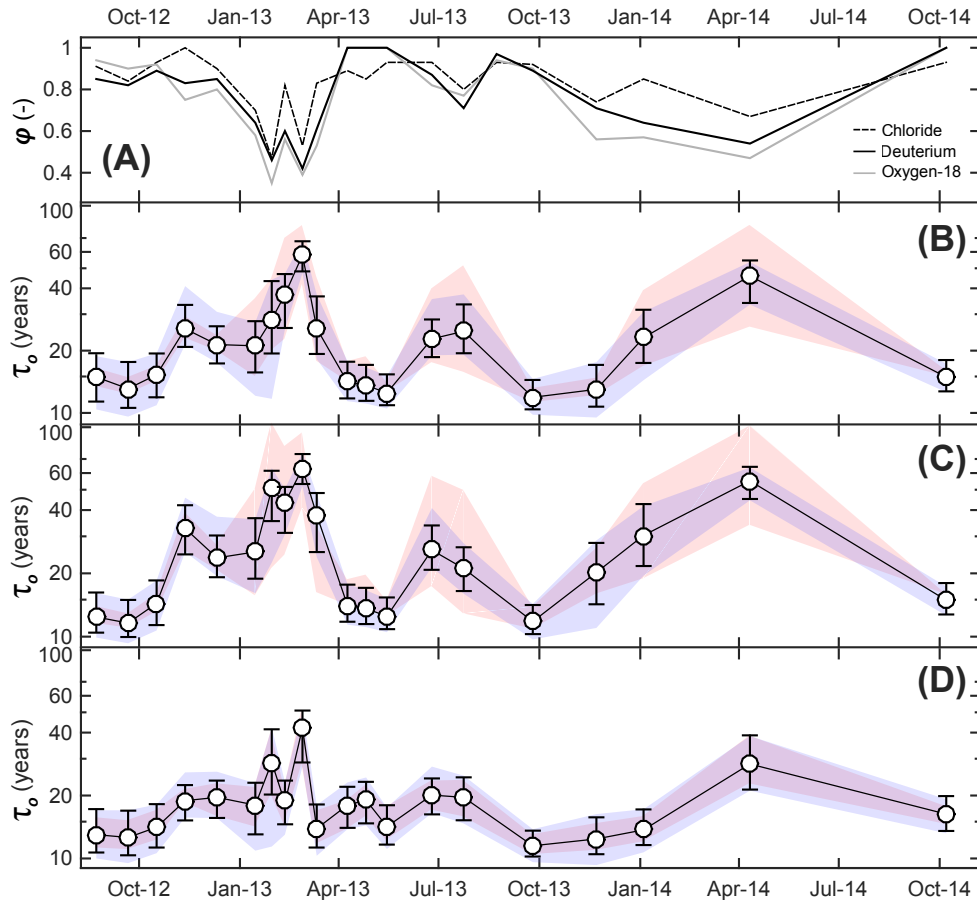 Oct-12 Jan-13 Apr-13 Jul-13 Oct-13 Jan-14 Apr-14 Jul-14 Oct-14
1
0.8
0.6
0.4
φ (-)
(A)
Chloride
Deuterium
Oxygen-18
100
60
40
20
10
τo (years)
(B)
100
60
40
20
10
τo (years)
(C)
100
60
40
20
10
τo (years)
(D)
Oct-12 Jan-13 Apr-13 Jul-13 Oct-13 Jan-14 Apr-14 Jul-14 Oct-14